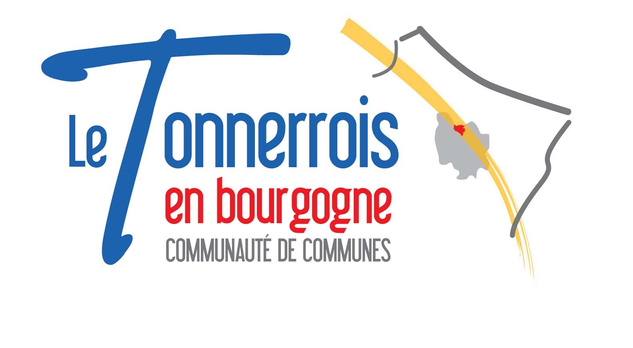 Le Tonnerrois
en bourgogne
COMMUNAUTÉ DE COMMUNES